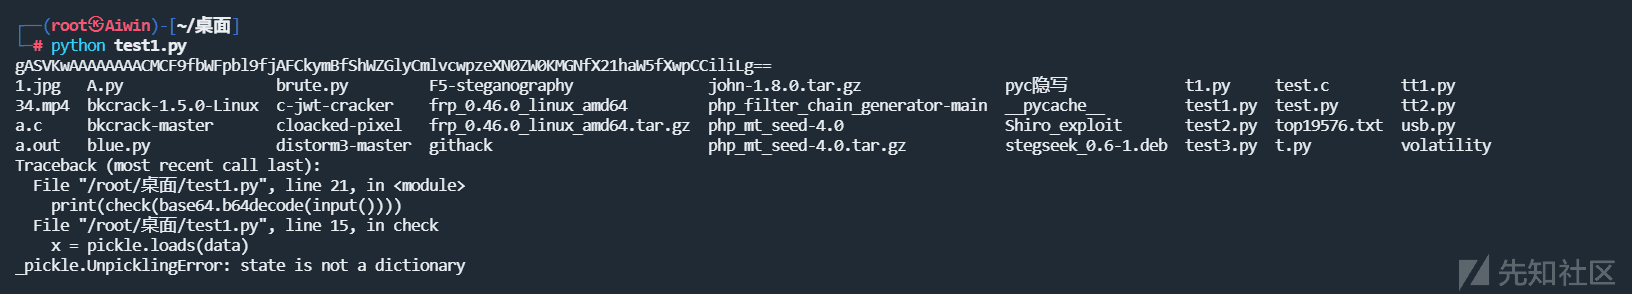 ┌──(root㉿Aiwin)-[~/桌面]
└─# python test1.py
gASVKwAAAAAAAACMCF9fbWFpbl9fjAFCkymBfShWZGlyCmlvcwpzeXN0ZW0KMGNfX21haW5fXwpCCiliLg==
1.jpg A.py brute.py F5-steganography john-1.8.0.tar.gz pyc隐写 t1.py test.c tt1.py
34.mp4 bkcrack-1.5.0-Linux c-jwt-cracker frp_0.46.0_linux_amd64 php_filter_chain_generator-main __pycache__ test1.py test.py tt2.py
a.c bkcrack-master cloacked-pixel frp_0.46.0_linux_amd64.tar.gz php_mt_seed-4.0 Shiro_exploit test2.py top19576.txt usb.py
a.out blue.py distorm3-master githack php_mt_seed-4.0.tar.gz stegseek_0.6-1.deb test3.py t.py volatility
Traceback (most recent call last):
  File "/root/桌面/test1.py", line 21, in <module>
    print(check(base64.b64decode(input())))
  File "/root/桌面/test1.py", line 15, in check
    x = pickle.loads(data)
_pickle.UnpicklingError: state is not a dictionary
先知社区